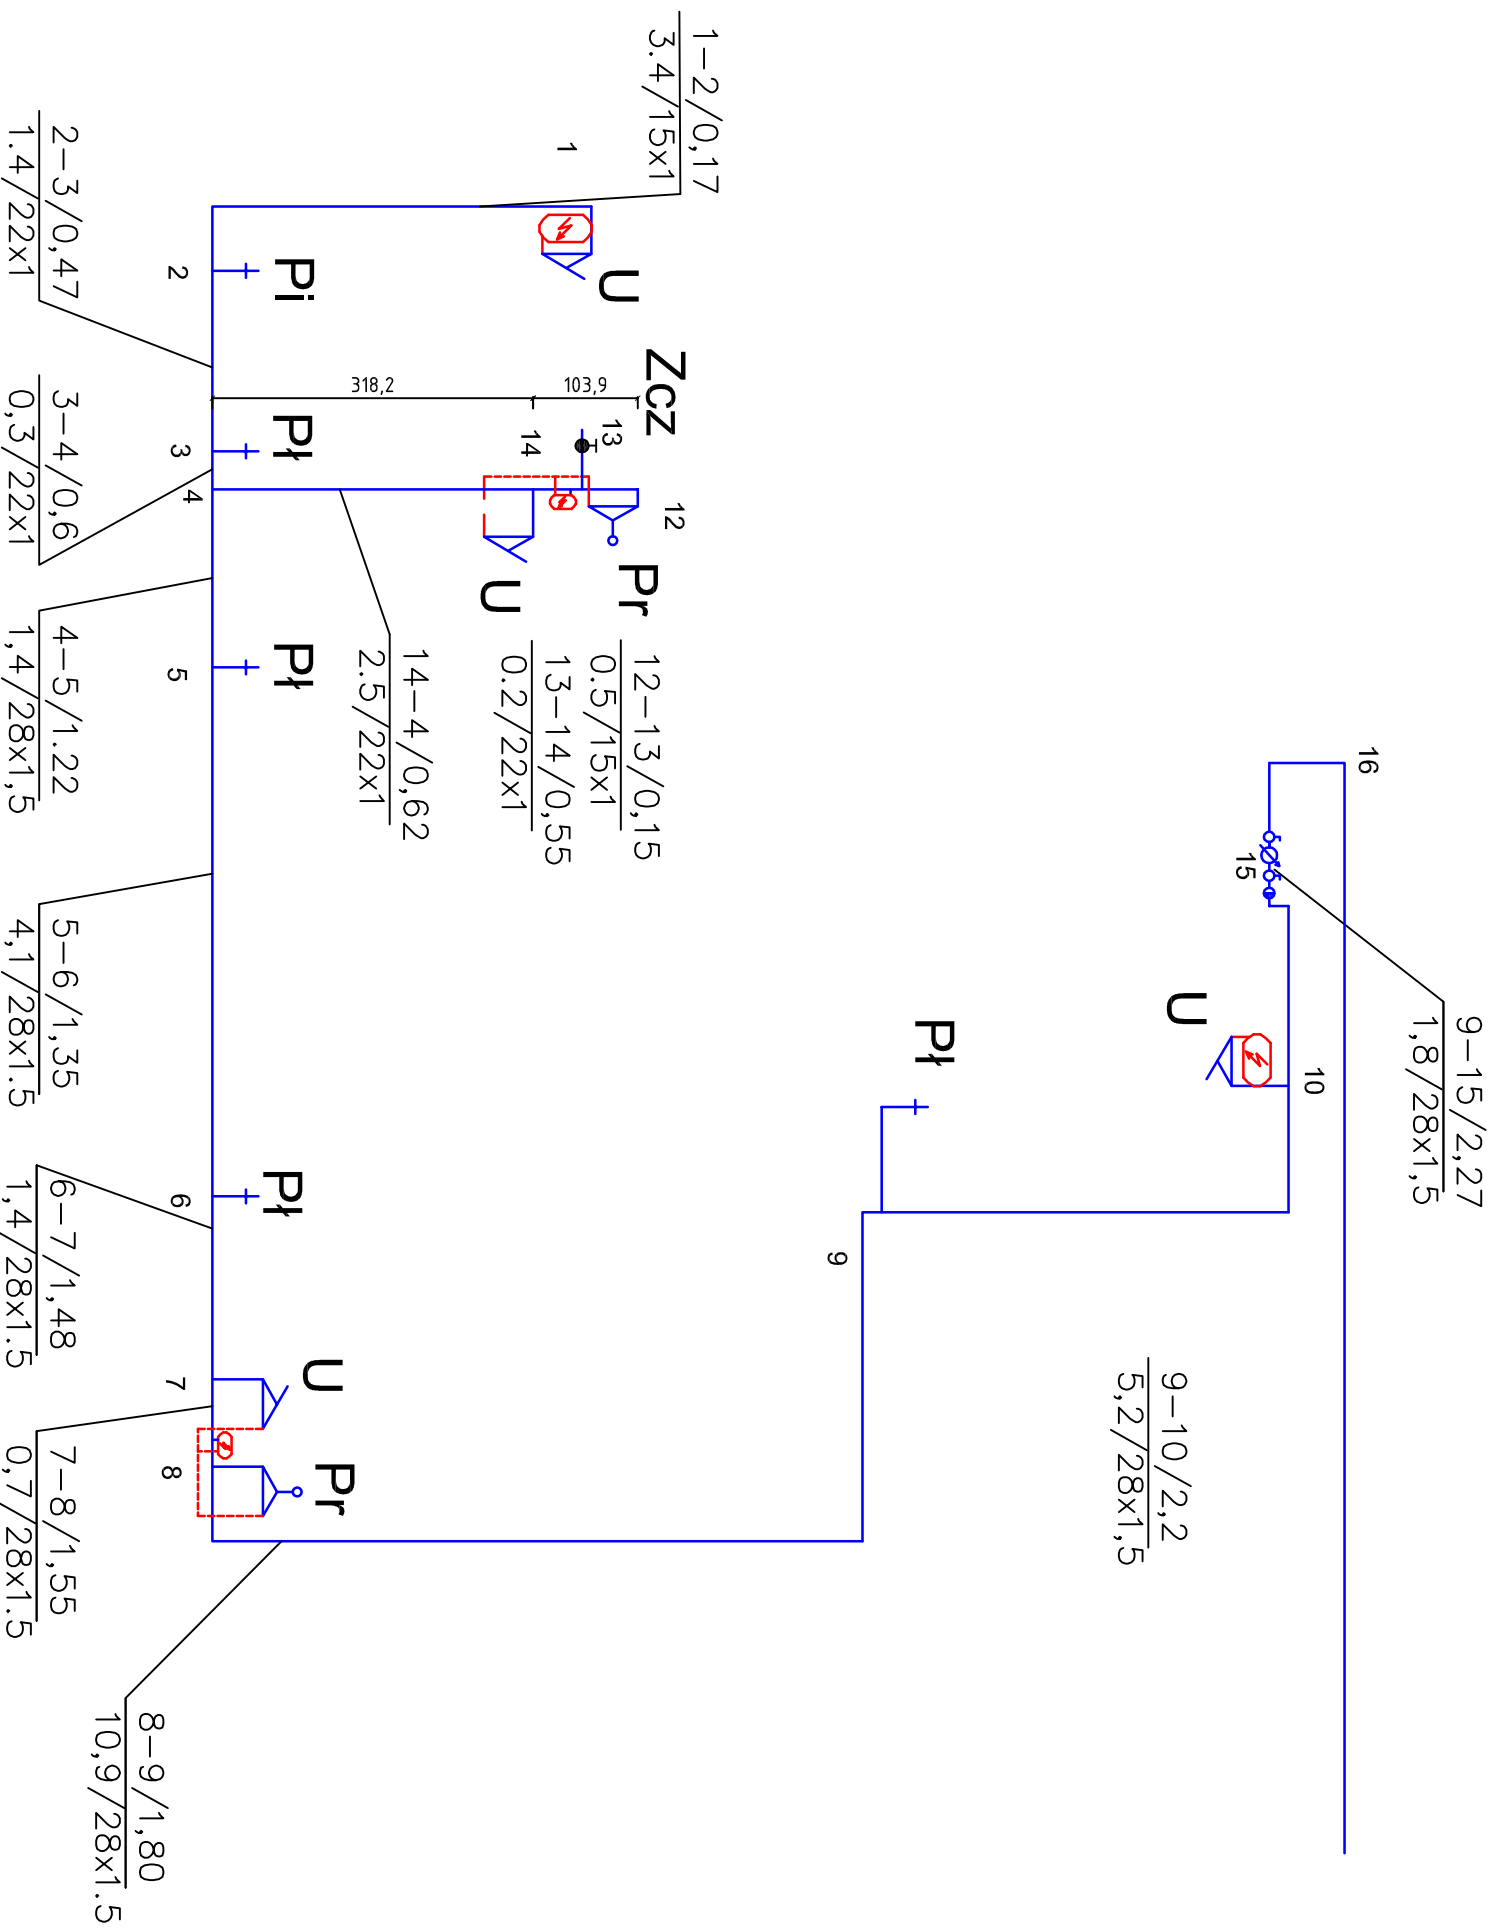 1-2/0,17
3.4/15x1
2-3/0,47
1.4/22x1
3-4/0,6
0,3/22x1
4-5/1.22
1,4/28x1,5
5-6/1,35
4,1/28x1.5
6-7/1,48
1,4/28x1.5
7-8/1,55
0,7/28x1.5
8-9/1,80
10,9/28x1.5
9-10/2,2
5,2/28x1,5
9-15/2,27
1,8/28x1,5
12-13/0,15
0.5/15x1
13-14/0,55
0.2/22x1
14-4/0,62
2.5/22x1
1
U
2
Pi
Zcz
103,9
318,2
13
14
12
Pr
U
3
Pł
4
5
Pł
6
Pł
7
U
8
Pr
9
Pł
10
U
15
16